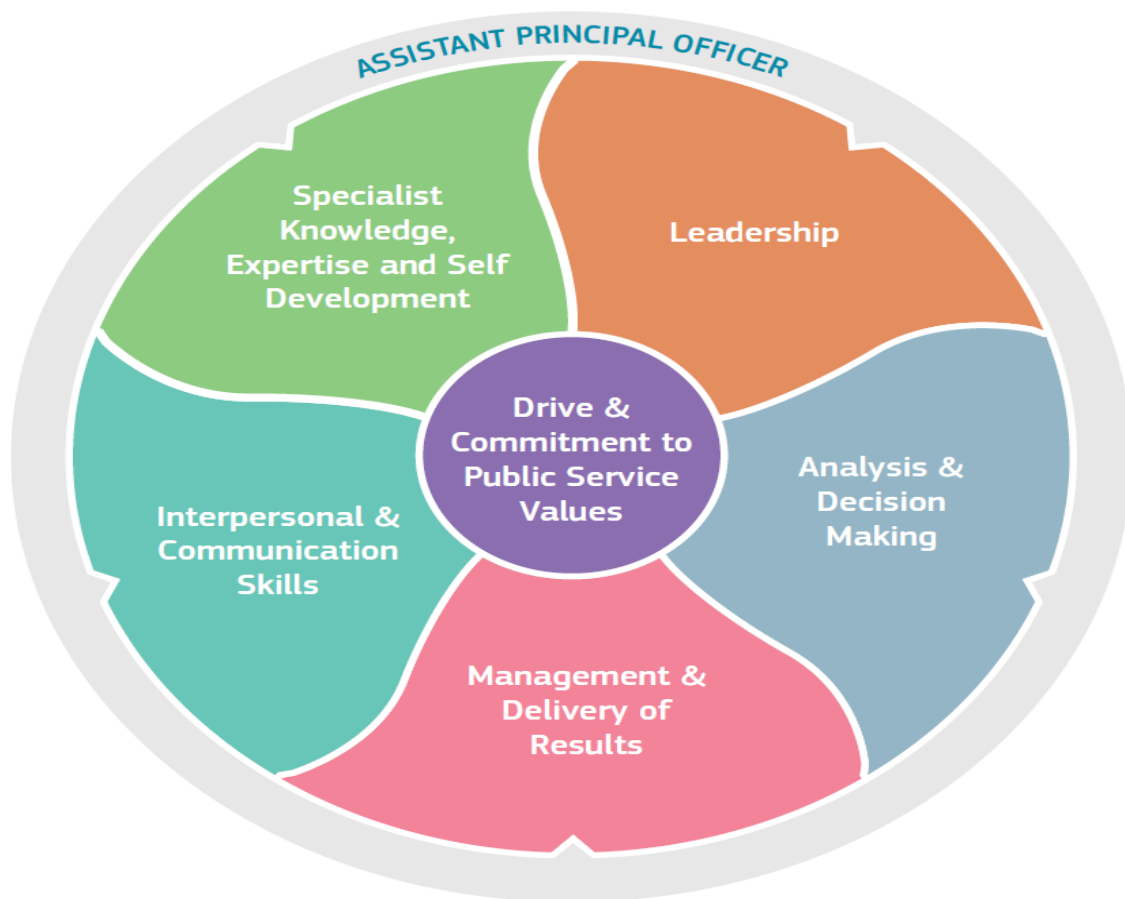 ASSISTANT PRINCIPAL OFFICER
Specialist
Knowledge,
Expertise and Self
Development
Leadership
Drive &
Commitment to
Public Service
Values
Analysis &
Decision
Making
Interpersonal &
Communication
Skills
Management &
Delivery of
Results